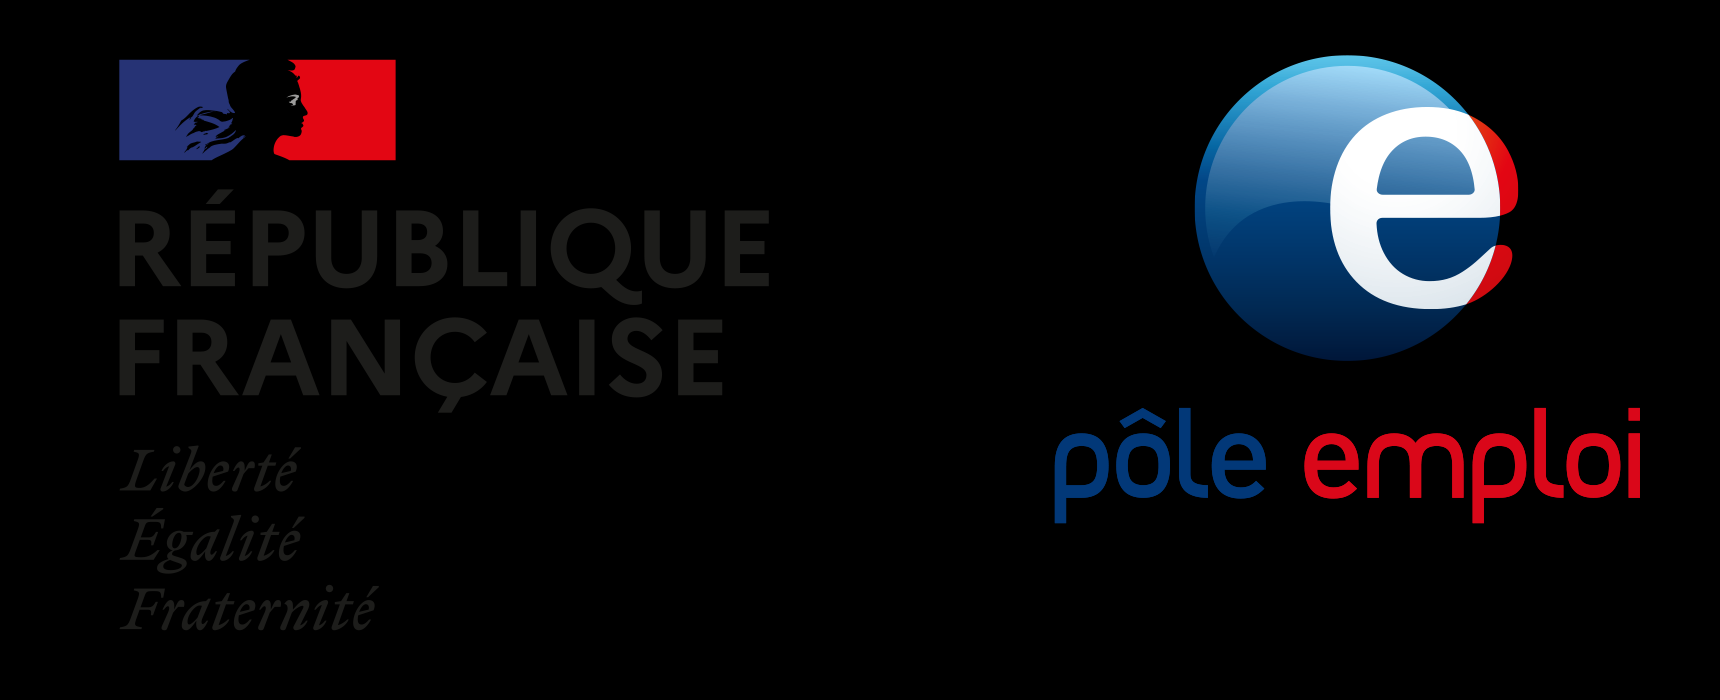 RÉPUBLIQUE
FRANÇAISE
Liberté
Égalité
Fraternité
e
pôle emploi